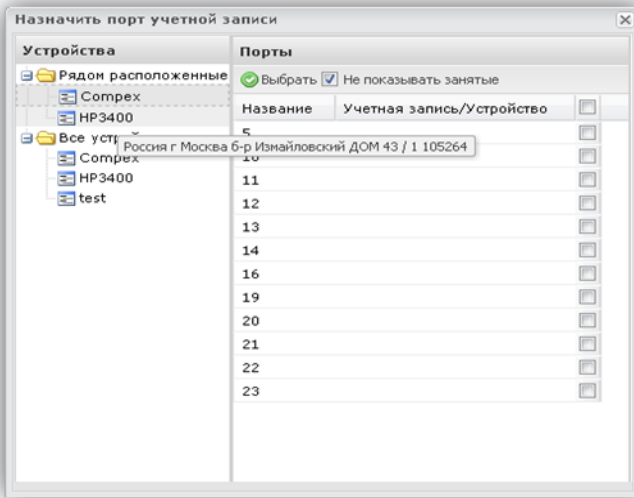 Назначить порт учетной записи
Устройства
Порты
Рядом расположенные
Compex
HP3400
Все
Compex
HP3400
test
Россия г Москва б-р Измайловский ДОМ 43 / 1 105264
Выбрать Не показывать занятые
Название Учетная запись/Устройство
5
10
11
12
13
14
16
19
20
21
22
23